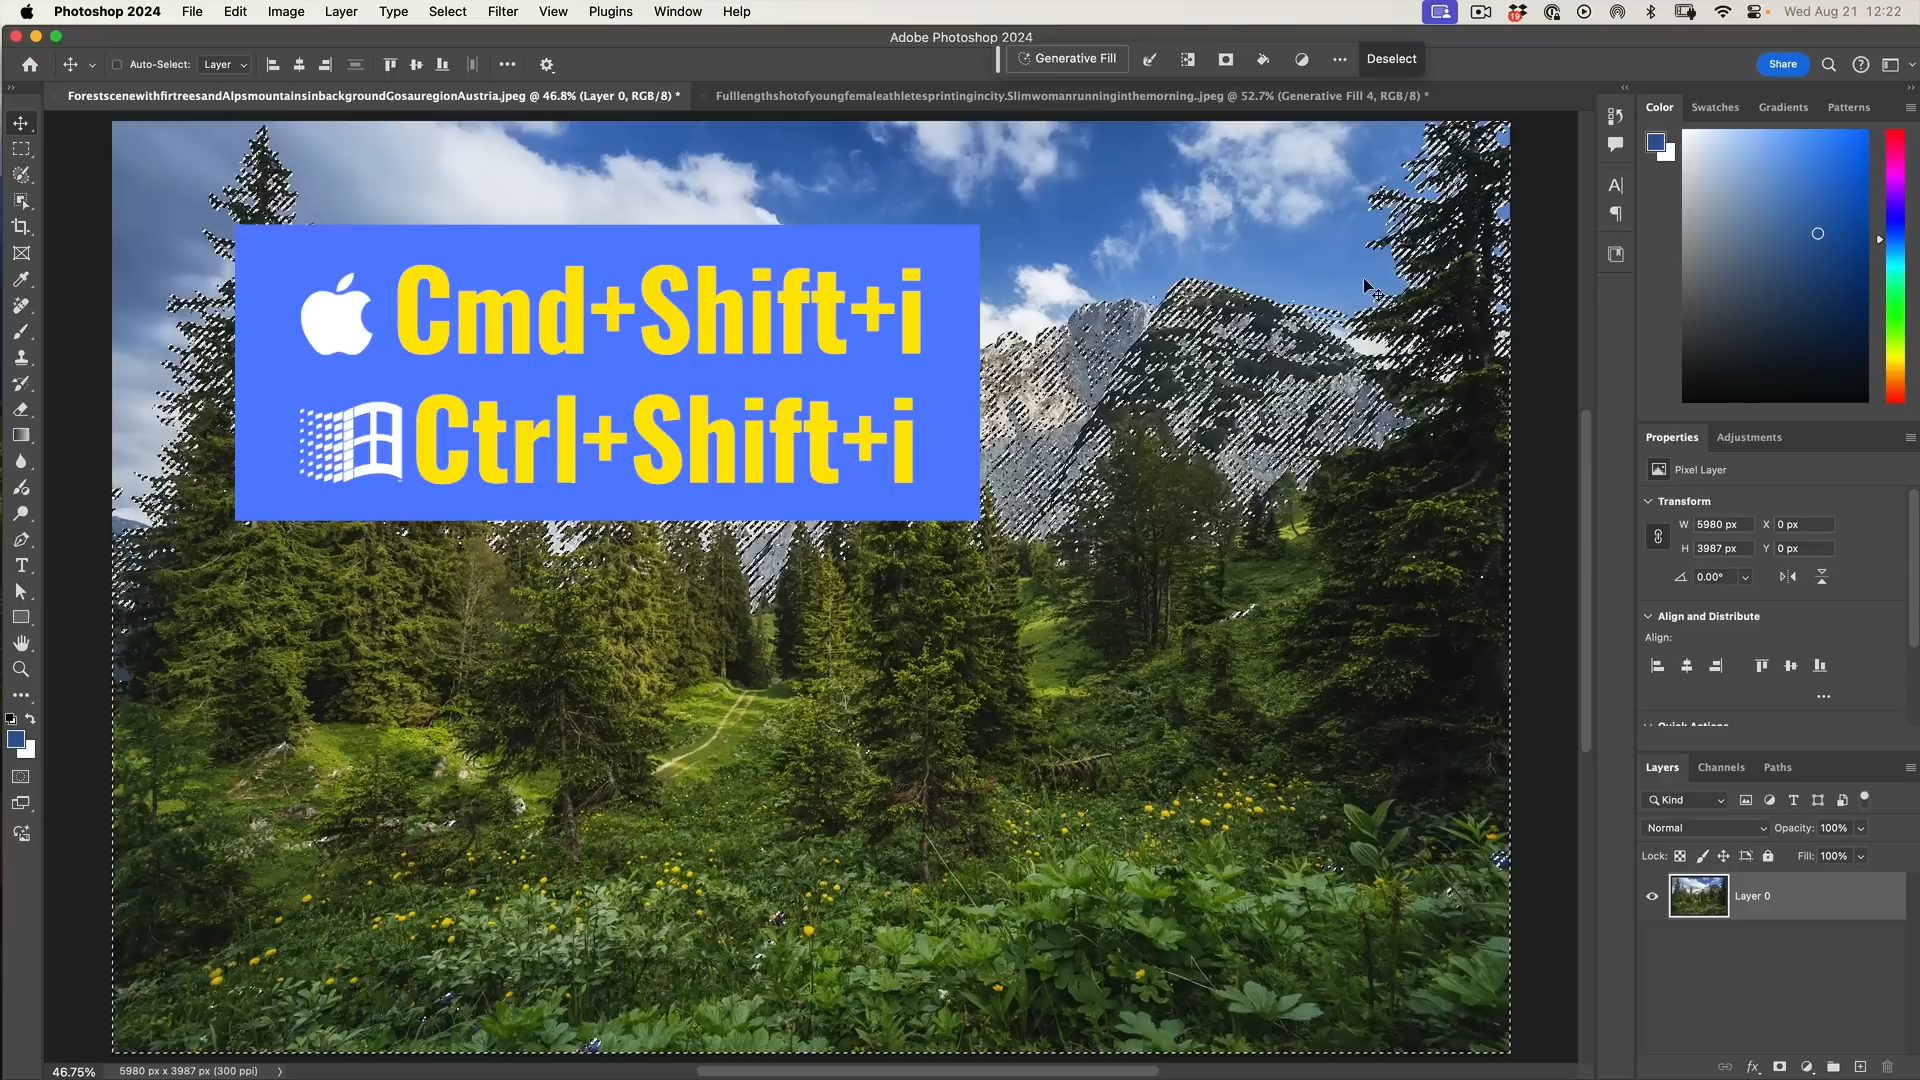 Photoshop 2024 File Edit Image Layer Type Select Filter View Plugins Window Help 19 Wed Aug 21 12:22
Adobe Photoshop 2024
Auto-Select: Layer Generative Fill Deselect Share
ForestscenewithfirtreesandAlpsmountainsinbackgroundGosauregionAustria.jpeg @ 46.8% (Layer 0, RGB/8) * Fulllengthshotofyoungfemaleathletesprintingincity.Slimwomanrunninginthemorning..jpeg @ 52.7% (Generative Fill 4, RGB/8) *
Color Swatches Gradients Patterns
Cmd+Shift+i
Ctrl+Shift+i
Properties Adjustments
Pixel Layer
Transform
W 5980 px X 0 px
H 3987 px Y 0 px
0.00°
Align and Distribute
Align:
Quick Actions
Layers Channels Paths
Kind
Normal Opacity: 100%
Lock: Fill: 100%
Layer 0
fx
46.75% 5980 px x 3987 px (300 ppi)